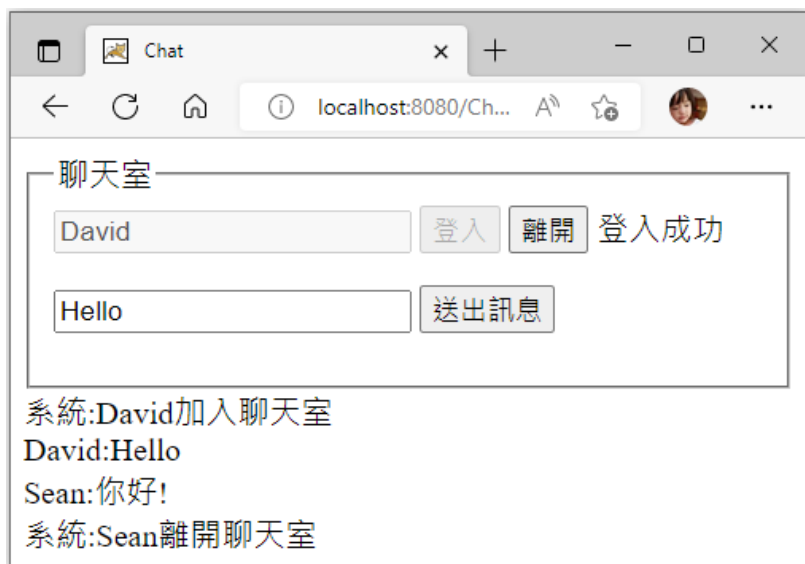 Chat
localhost:8080/Ch...
聊天室
David 登入 離開 登入成功
Hello 送出訊息
系統:David加入聊天室
David:Hello
Sean:你好!
系統:Sean離開聊天室